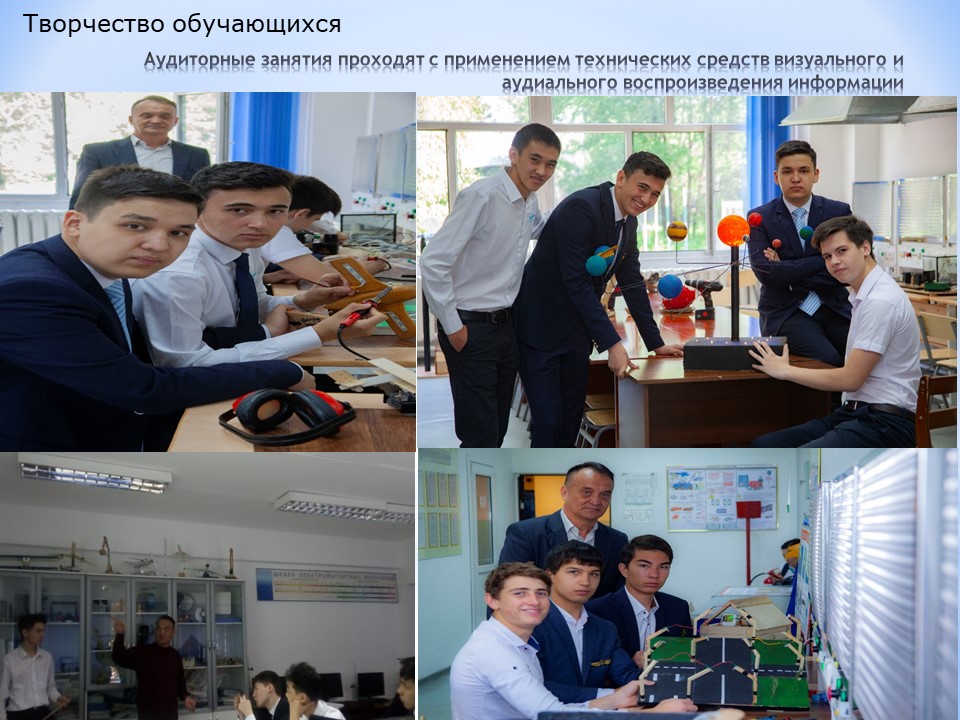 Творчество обучающихся
Аудиторные занятия проходят с применением технических средств визуального и
аудиального воспроизведения информации